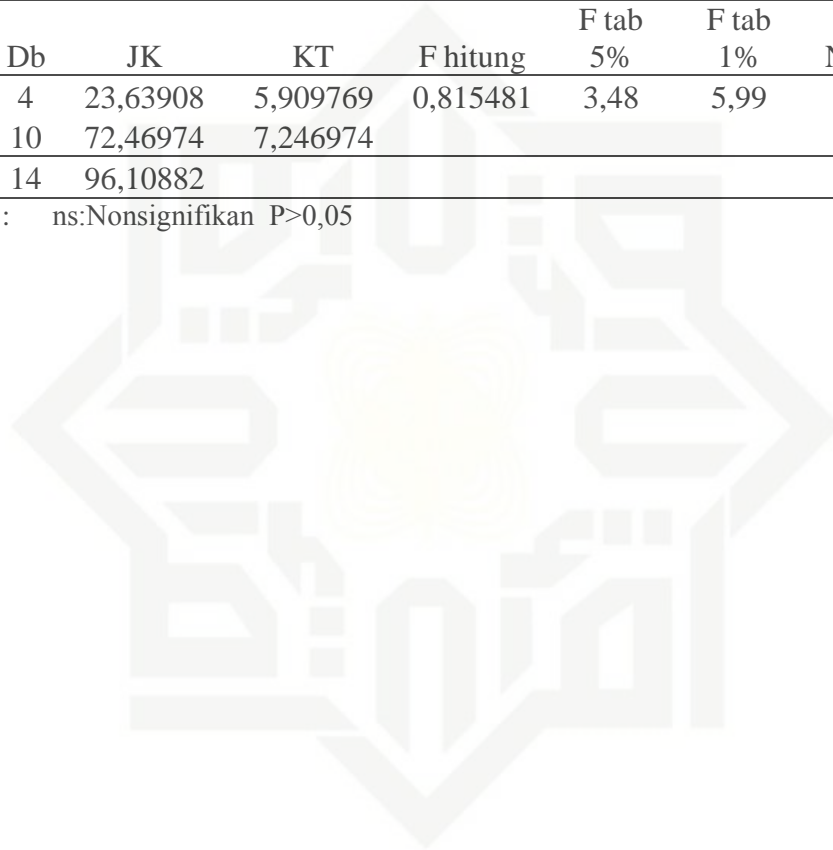 F tab F tab
Db JK KT F hitung 5% 1%
4 23,63908 5,909769 0,815481 3,48 5,99
10 72,46974 7,246974
14 96,10882
: ns:Nonsignifikan P>0,05